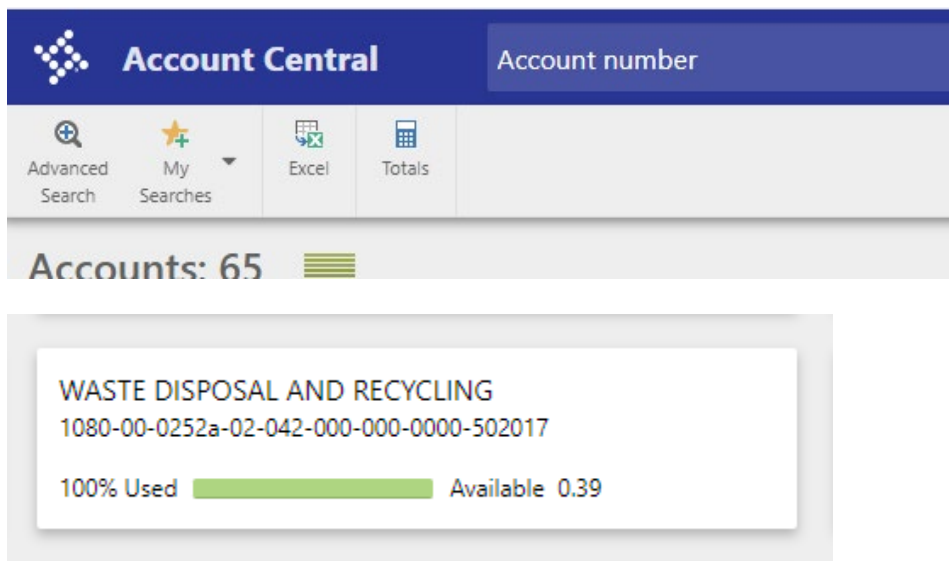 Account Central
Account number
Advanced Search
My Searches
Excel
Totals
Accounts: 65
WASTE DISPOSAL AND RECYCLING
1080-00-0252a-02-042-000-000-0000-502017
100% Used
Available 0.39